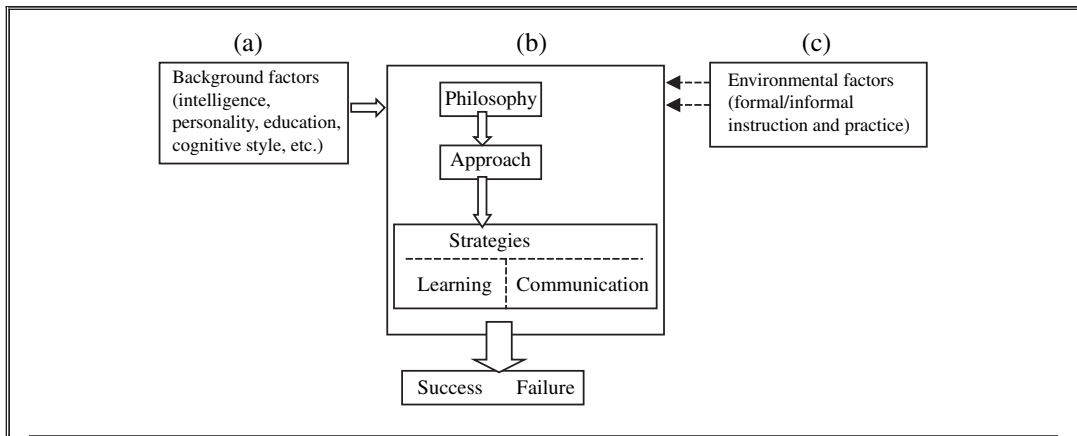 (a)
Background factors
(intelligence,
personality, education,
cognitive style, etc.)
(b)
Philosophy
Approach
Strategies
Learning
Communication
(c)
Environmental factors
(formal/informal
instruction and practice)
Success Failure